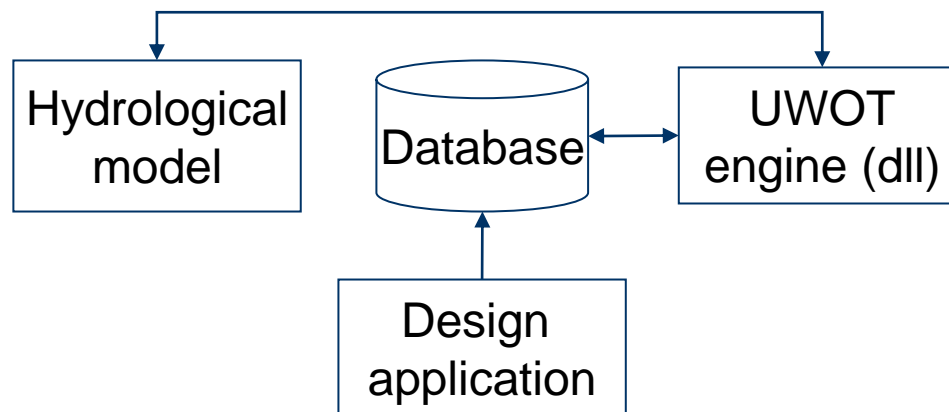 Hydrological
model
Database
UWOT
engine (dll)
Design
application